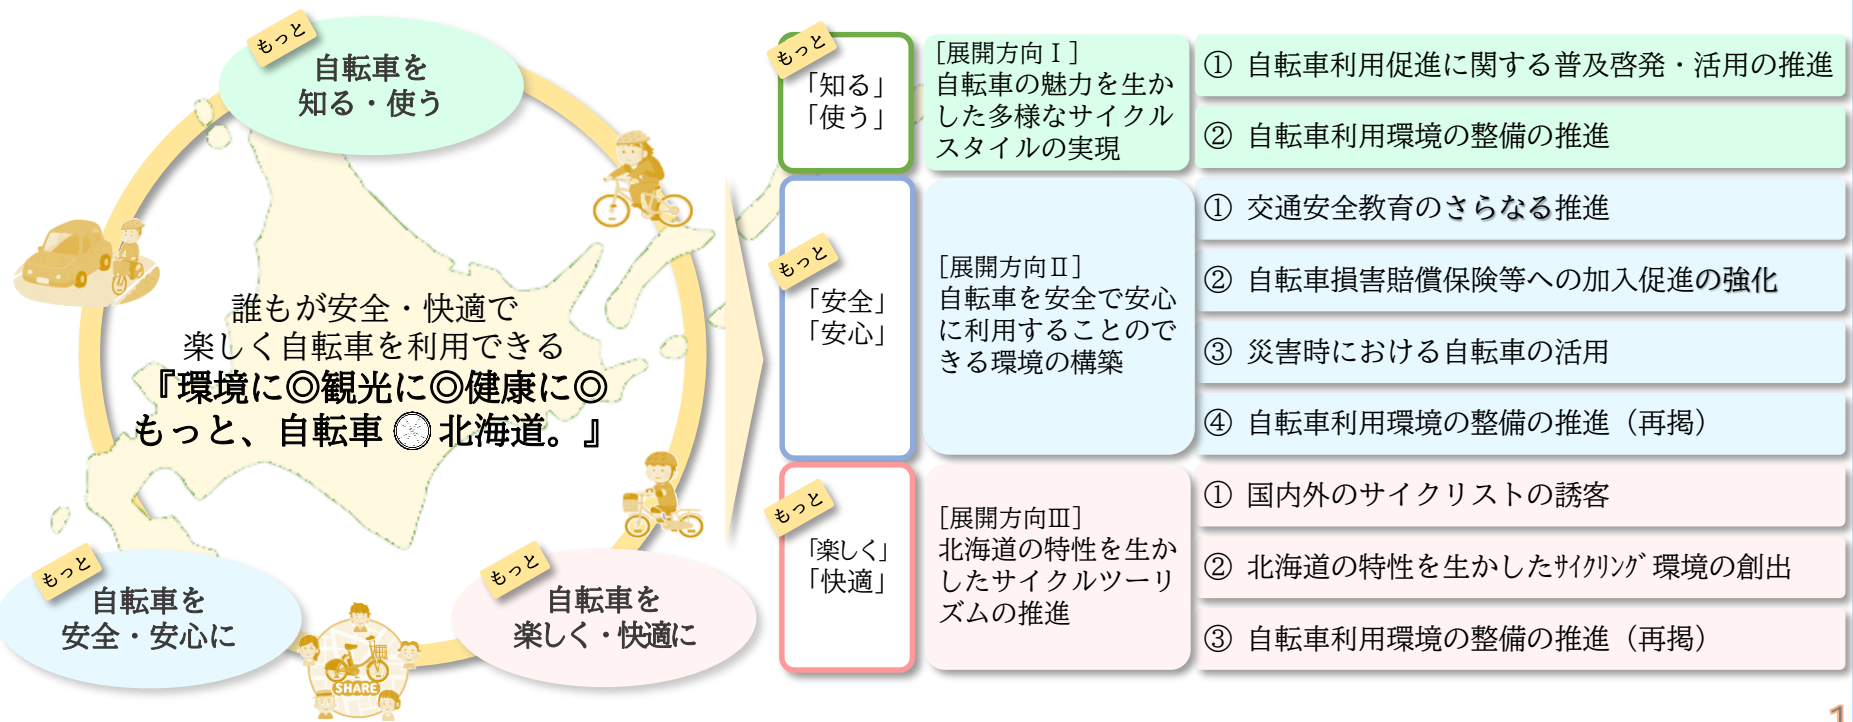 もっと
自転車を
知る・使う
誰もが安全・快適で
楽しく自転車を利用できる
『環境に◎観光に◎健康に◎
もっと、自転車 北海道。』
もっと
自転車を
安全・安心に
もっと
自転車を
楽しく・快適に
SHARE
もっと
「知る」
「使う」
[展開方向Ⅰ]
自転車の魅力を生か
した多様なサイクル
スタイルの実現
① 自転車利用促進に関する普及啓発・活用の推進
② 自転車利用環境の整備の推進
もっと
「安全」
「安心」
[展開方向Ⅱ]
自転車を安全で安心
に利用することので
きる環境の構築
① 交通安全教育のさらなる推進
② 自転車損害賠償保険等への加入促進の強化
③ 災害時における自転車の活用
④ 自転車利用環境の整備の推進（再掲）
もっと
「楽しく」
「快適」
[展開方向Ⅲ]
北海道の特性を生か
したサイクルツーリ
ズムの推進
① 国内外のサイクリストの誘客
② 北海道の特性を生かしたｻｲｸﾘﾝｸﾞ環境の創出
③ 自転車利用環境の整備の推進（再掲）
1